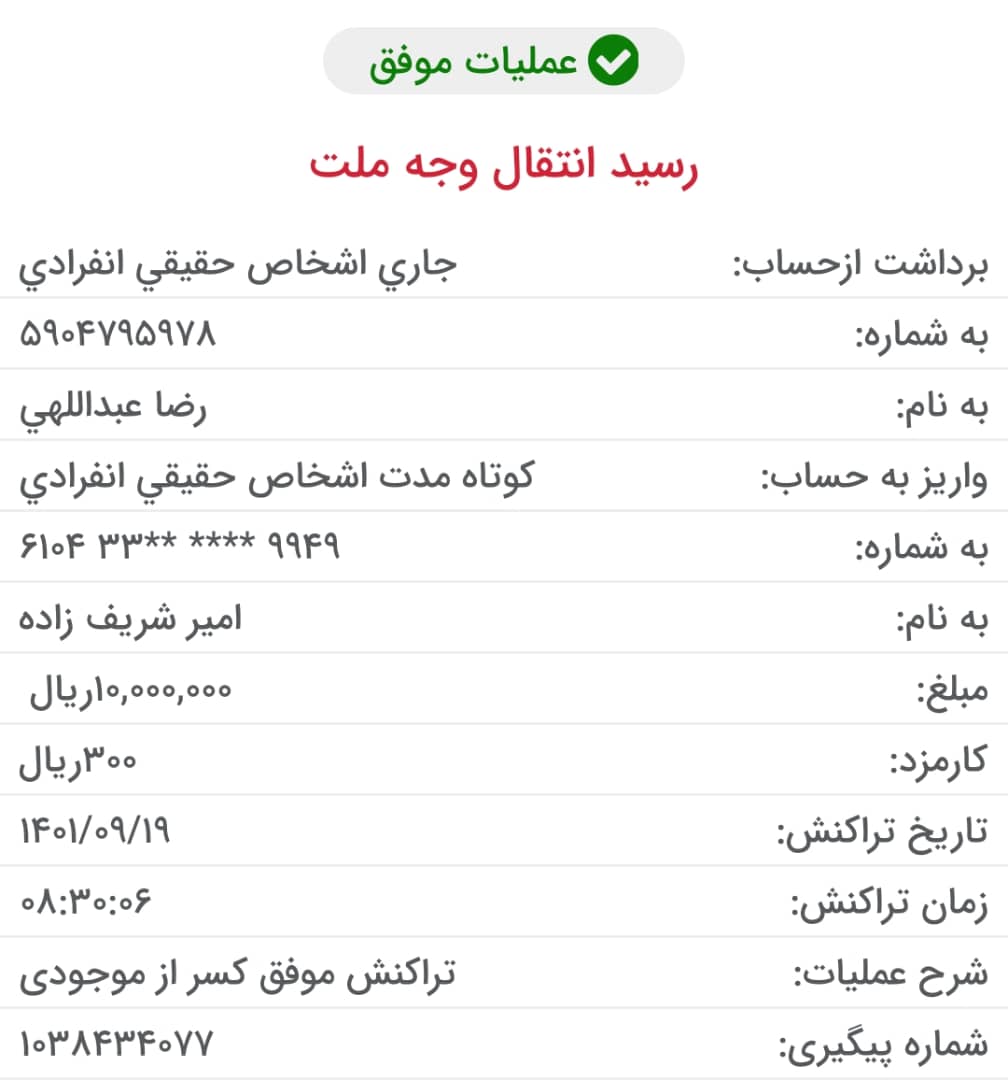 عملیات موفق
رسید انتقال وجه ملت
برداشت ازحساب: جاري اشخاص حقيقي انفرادي
به شماره: ۵۹۰۴۷۹۵۹۷۸
به نام: رضا عبداللهي
واریز به حساب: کوتاه مدت اشخاص حقيقي انفرادي
به شماره: ۶۱۰۴ ۳۳** **** ۹۹۴۹
به نام: امیر شریف زاده
مبلغ: ۱۰,۰۰۰,۰۰۰ریال
کارمزد: ۳۰۰ریال
تاریخ تراکنش: ۱۴۰۱/۰۹/۱۹
زمان تراکنش: ۰۸:۳۰:۰۶
شرح عملیات: تراکنش موفق کسر از موجودی
شماره پیگیری: ۱۰۳۸۴۳۴۰۷۷